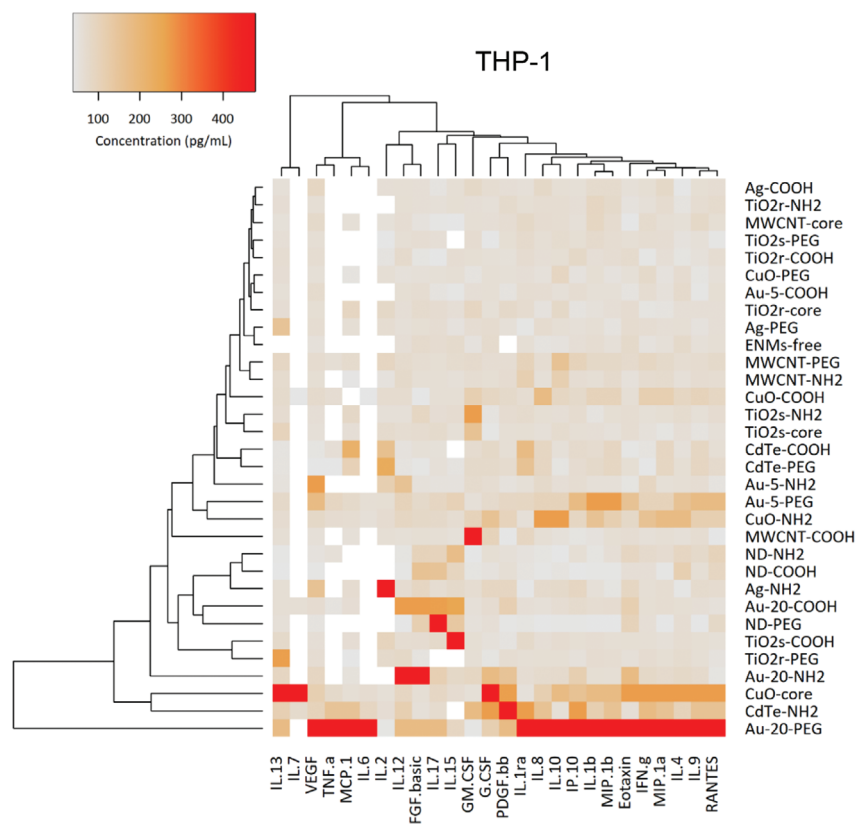 THP-1
100 200 300 400
Concentration (pg/mL)
Ag-COOH
TiO2r-NH2
MWCNT-core
TiO2s-PEG
TiO2r-COOH
CuO-PEG
Au-5-COOH
TiO2r-core
Ag-PEG
ENMs-free
MWCNT-PEG
MWCNT-NH2
CuO-COOH
TiO2s-NH2
TiO2s-core
CdTe-COOH
CdTe-PEG
Au-5-NH2
Au-5-PEG
CuO-NH2
MWCNT-COOH
ND-NH2
ND-COOH
Ag-NH2
Au-20-COOH
ND-PEG
TiO2s-COOH
TiO2r-PEG
Au-20-NH2
CuO-core
CdTe-NH2
Au-20-PEG
IL.13
IL.7
VEGF
TNF.a
MCP.1
IL.6
IL.2
IL.12
FGF.basic
IL.17
IL.15
GM.CSF
G.CSF
PDGF.bb
IL.1ra
IL.8
IL.10
IP.10
IL.1b
MIP.1b
Eotaxin
IFN.g
MIP.1a
IL.4
IL.9
RANTES